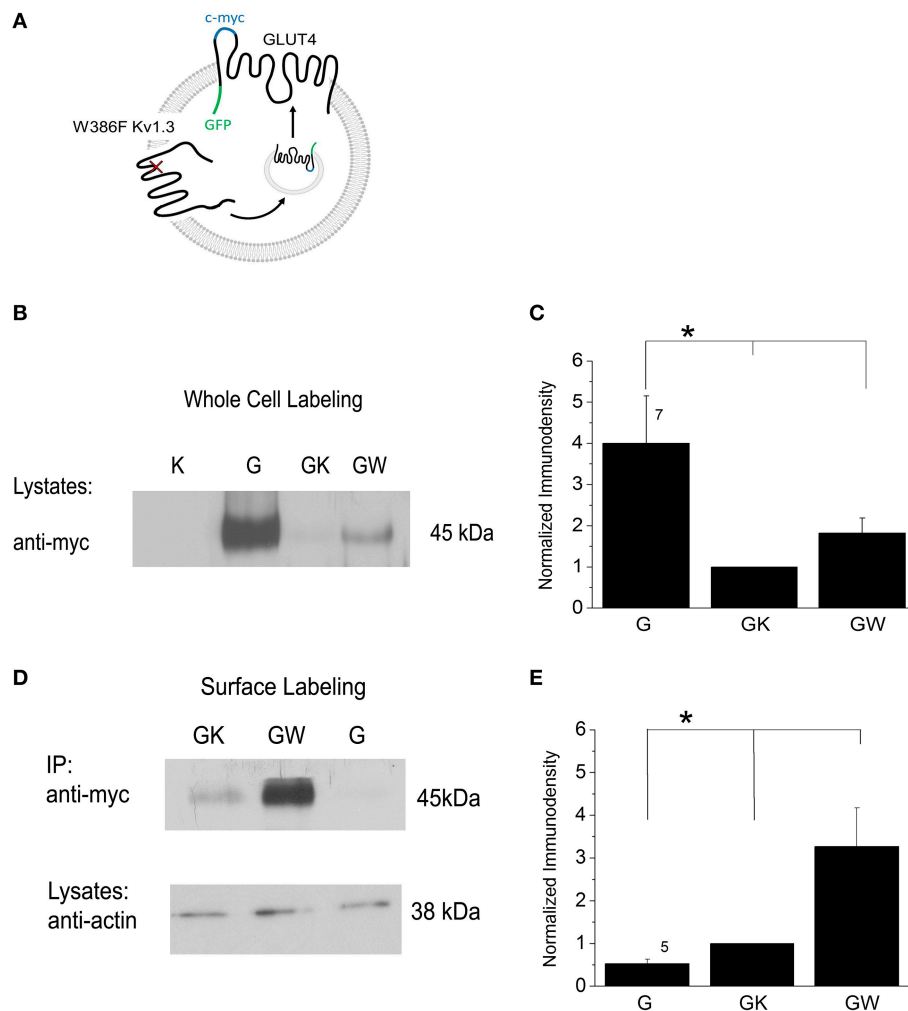 A
c-myc
GLUT4
GFP
W386F Kv1.3
B
Whole Cell Labeling
K G GK GW
Lystates:
anti-myc
45 kDa
C
*
Normalized Immunodensity
6
5
4
3
2
1
0
7
G GK GW
D
Surface Labeling
GK GW G
IP:
anti-myc
45kDa
Lysates:
anti-actin
38 kDa
E
*
Normalized Immunodensity
6
5
4
3
2
1
0
5
G GK GW